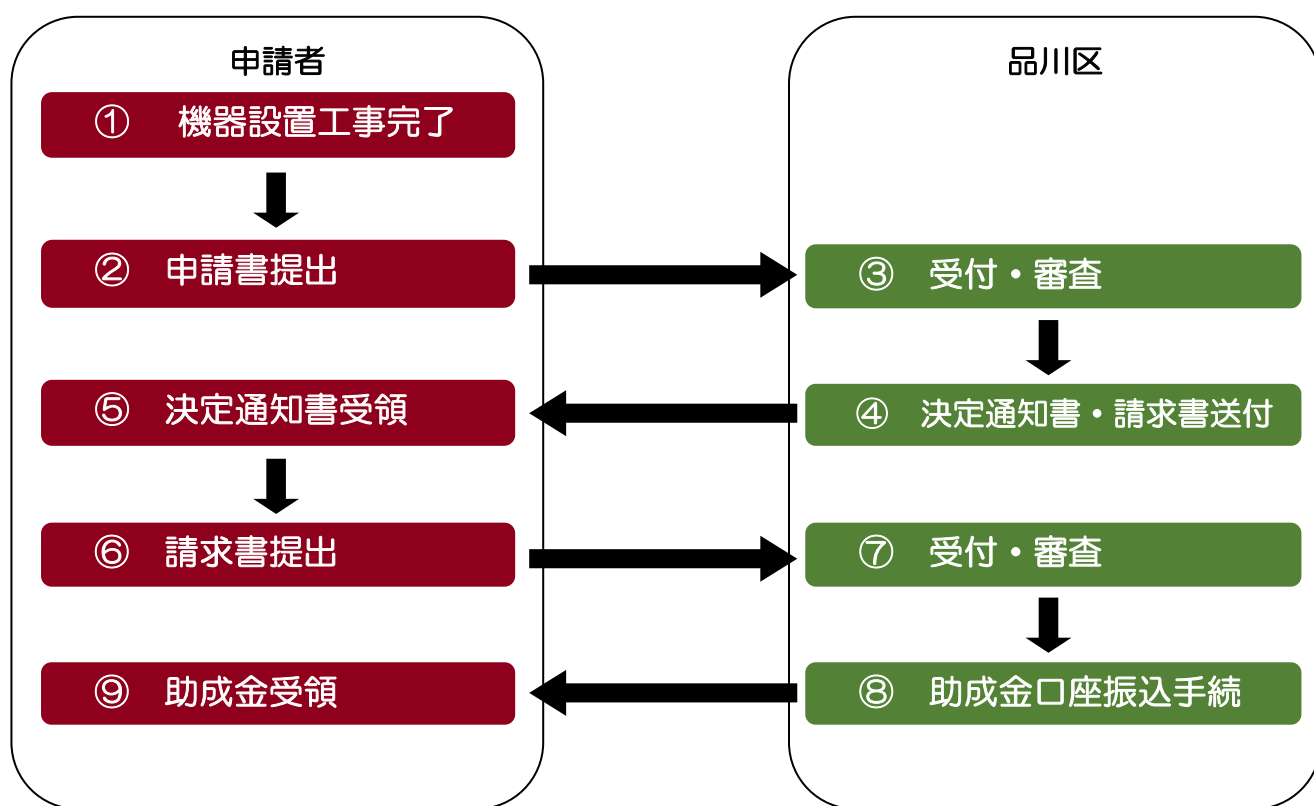 申請者
品川区
① 機器設置工事完了
② 申請書提出
③ 受付・審査
⑤ 決定通知書受領
④ 決定通知書・請求書送付
⑥ 請求書提出
⑦ 受付・審査
⑨ 助成金受領
⑧ 助成金口座振込手続